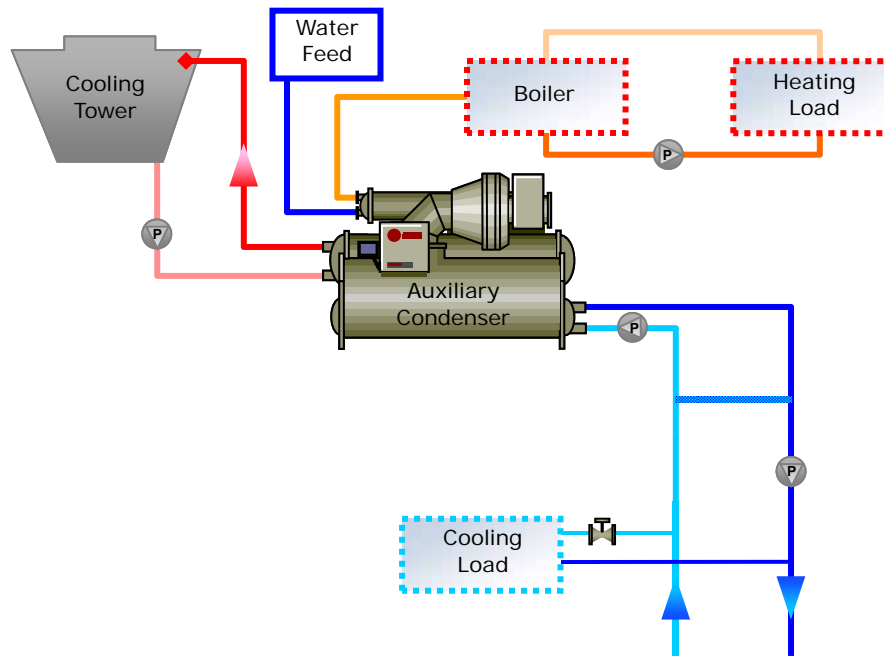 Cooling
Tower
Water
Feed
Boiler
Heating
Load
P
P
Auxiliary
Condenser
P
P
Cooling
Load